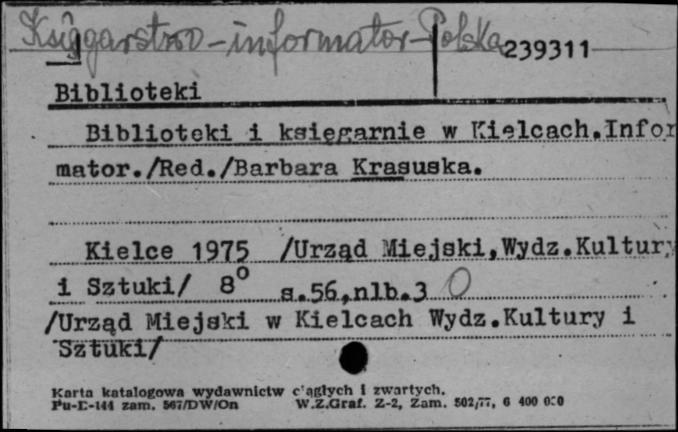 Księgarstwo-informator-Polska
239311
Biblioteki
Biblioteki i księgarnie w Kielcach.Infor
mator./Red./Barbara Krasuska.
Kielce 1975 /Urząd Miejski,Wydz.Kultury
i Sztuki/ 8° s.56,nlb.3 0
/Urząd Miejski w Kielcach Wydz.Kultury i
Sztuki/
Karta katalogowa wydawnictw ciągłych i zwartych.
Pu-E-144 zam. 567/DW/On W.Z.Graf. Z-2, Zam. 502/77, 6 400 000